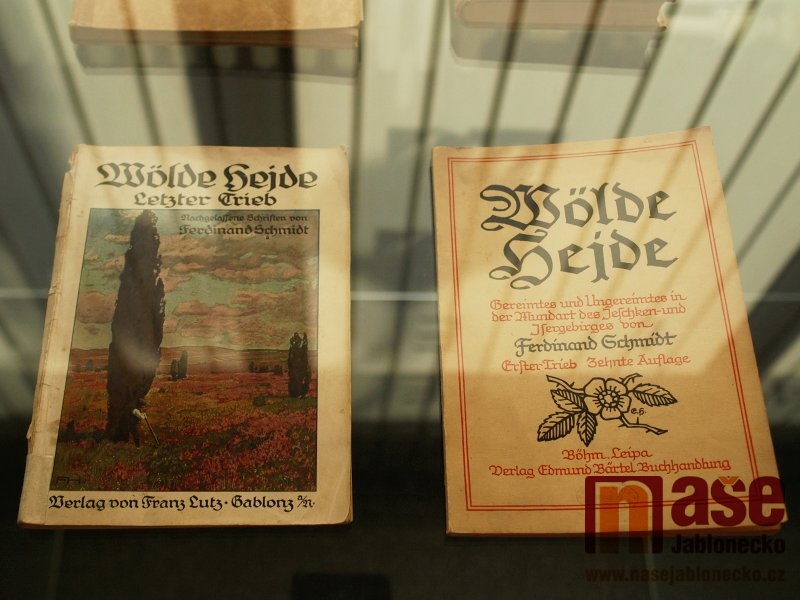 Wölde Hejde
Letzter Trieb
Nachgelassene Schriften von
Ferdinand Schmidt
Verlag von Franz Lutz · Gablonz a/N.
Wölde
Hejde
Gereimtes und Ungereimtes in
der Mundart des Jeschken- und
Isergebirges von
Ferdinand Schmidt
Erster Trieb Zehnte Auflage
E.H.
Böhm. Leipa
Verlag Edmund Bärtel Buchhandlung
naše
Jablonecko
www.nasejablonecko.cz